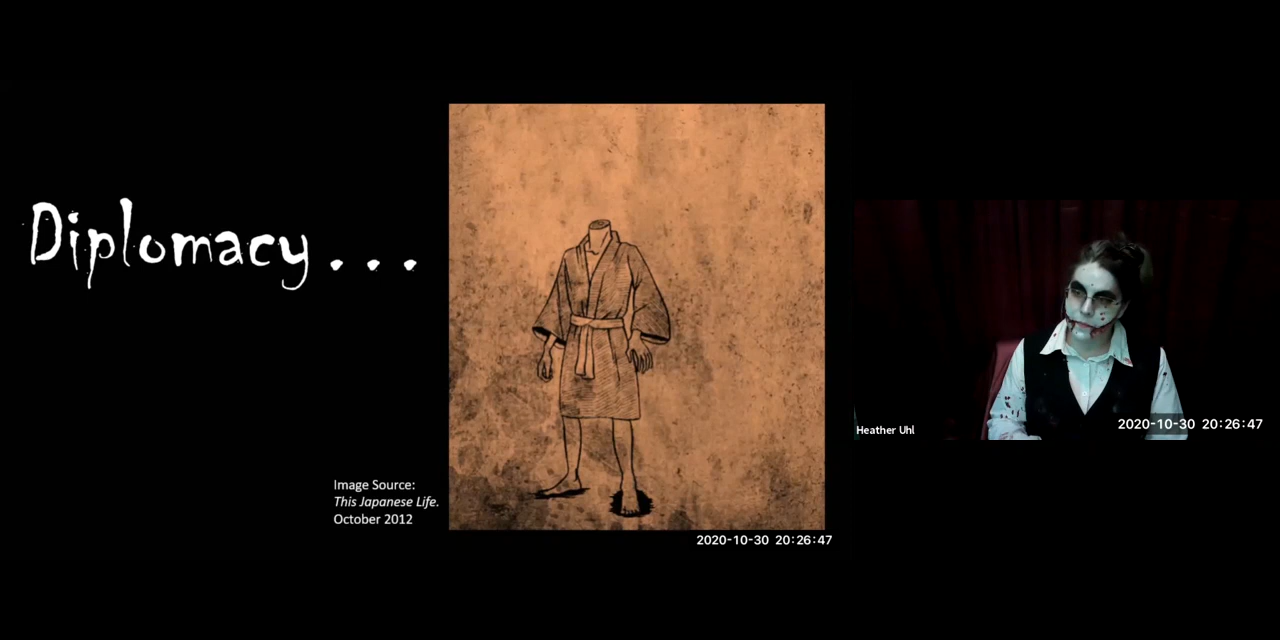 Diplomacy...
Image Source:
This Japanese Life.
October 2012
2020-10-30 20:26:47
Heather Uhl
2020-10-30 20:26:47